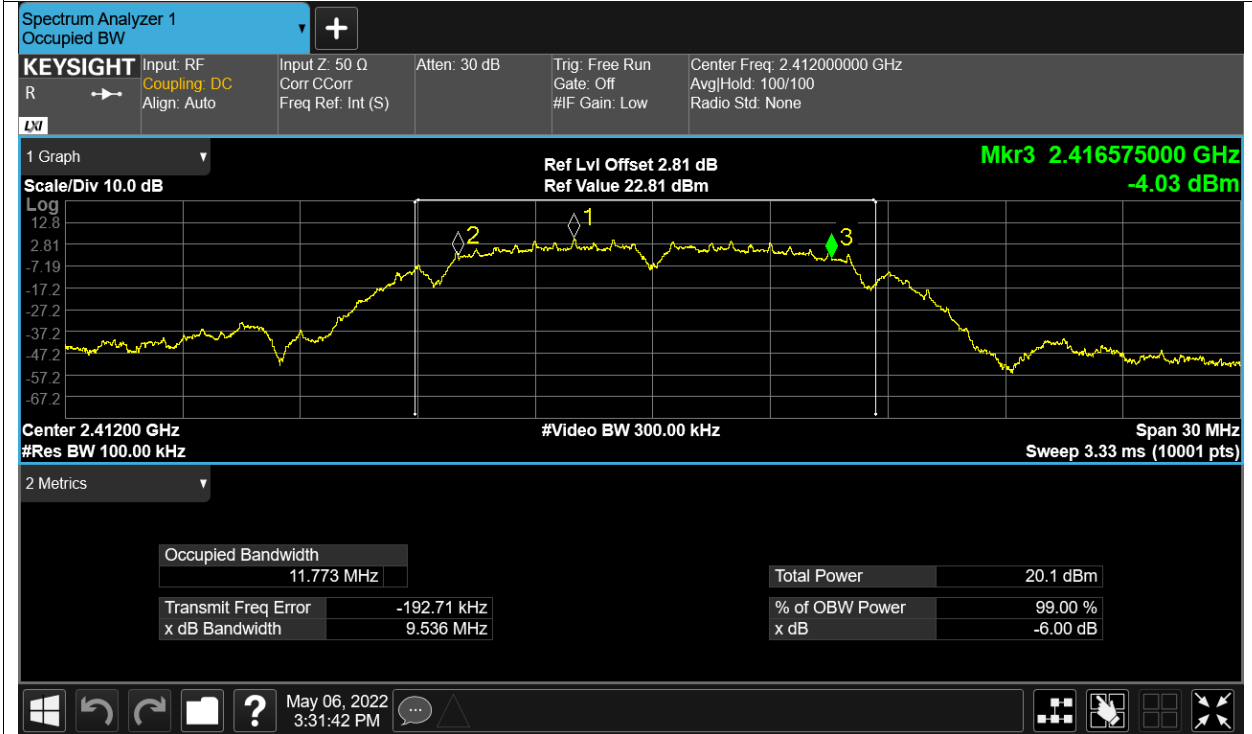 Spectrum Analyzer 1
Occupied BW
+
KEYSIGHT
R
LXI
Input: RF
Coupling: DC
Align: Auto
Input Z: 50 Ω
Corr CCorr
Freq Ref: Int (S)
Atten: 30 dB
Trig: Free Run
Gate: Off
#IF Gain: Low
Center Freq: 2.412000000 GHz
Avg|Hold: 100/100
Radio Std: None
1 Graph
Scale/Div 10.0 dB
Ref Lvl Offset 2.81 dB
Ref Value 22.81 dBm
Mkr3 2.416575000 GHz
-4.03 dBm
Log
12.8
2.81
-7.19
-17.2
-27.2
-37.2
-47.2
-57.2
-67.2
2
1
3
Center 2.41200 GHz
#Res BW 100.00 kHz
#Video BW 300.00 kHz
Span 30 MHz
Sweep 3.33 ms (10001 pts)
2 Metrics
Occupied Bandwidth
11.773 MHz
Transmit Freq Error -192.71 kHz
x dB Bandwidth 9.536 MHz
Total Power 20.1 dBm
% of OBW Power 99.00 %
x dB -6.00 dB
?
May 06, 2022
3:31:42 PM